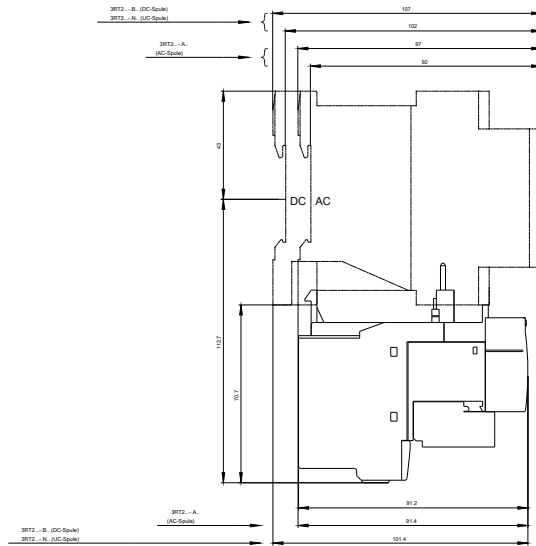 107
3RT2...-.B.. (DC-Spule)
3RT2...-.N.. (UC-Spule)
102
3RT2...-.A..
(AC-Spule)
97
92
43
DC AC
112.7
70.7
91.2
3RT2...-.A..
(AC-Spule)
91.4
3RT2...-.B.. (DC-Spule)
3RT2...-.N.. (UC-Spule)
101.4